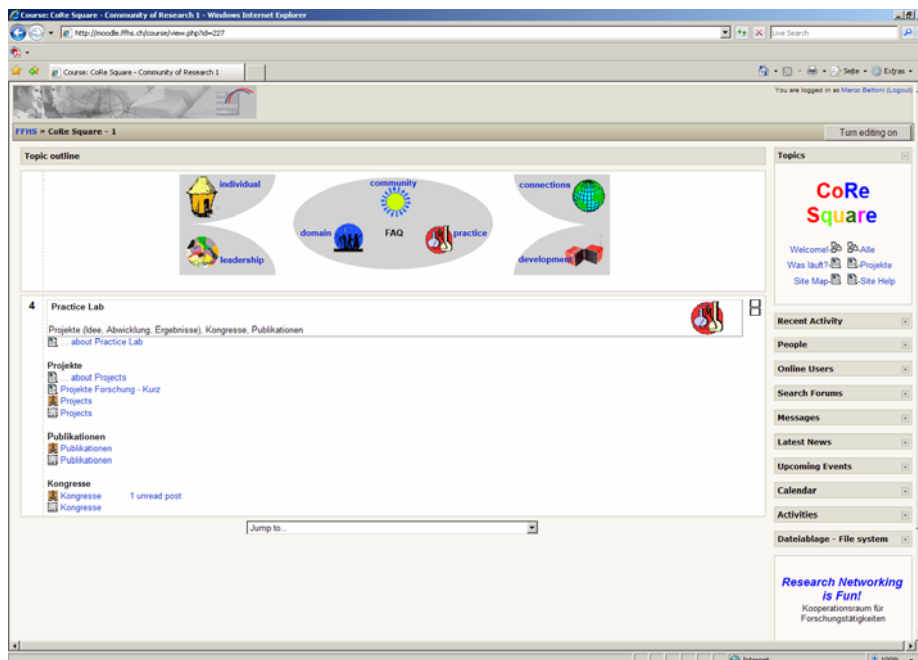 Course: CoRe Square - Community of Research 1 - Windows Internet Explorer
http://moodle.ffhs.ch/course/view.php?id=227
Live Search
Course: CoRe Square - Community of Research 1
Seite
Extras
You are logged in as Marco Bettoni (Logout)
FFHS » CoRe Square - 1
Turn editing on
Topic outline
individual
community
connections
domain
FAQ
practice
leadership
development
4
Practice Lab
Projekte (Idee, Abwicklung, Ergebnisse), Kongresse, Publikationen
... about Practice Lab
Projekte
... about Projects
Projekte Forschung - Kurz
Projects
Projects
Publikationen
Publikationen
Publikationen
Kongresse
Kongresse 1 unread post
Kongresse
Jump to...
Topics
CoRe
Square
Welcome!- -Alle
Was läuft?- -Projekte
Site Map- -Site Help
Recent Activity
People
Online Users
Search Forums
Messages
Latest News
Upcoming Events
Calendar
Activities
Dateiablage - File system
Research Networking
is Fun!
Kooperationsraum für
Forschungstätigkeiten
Internet
100%